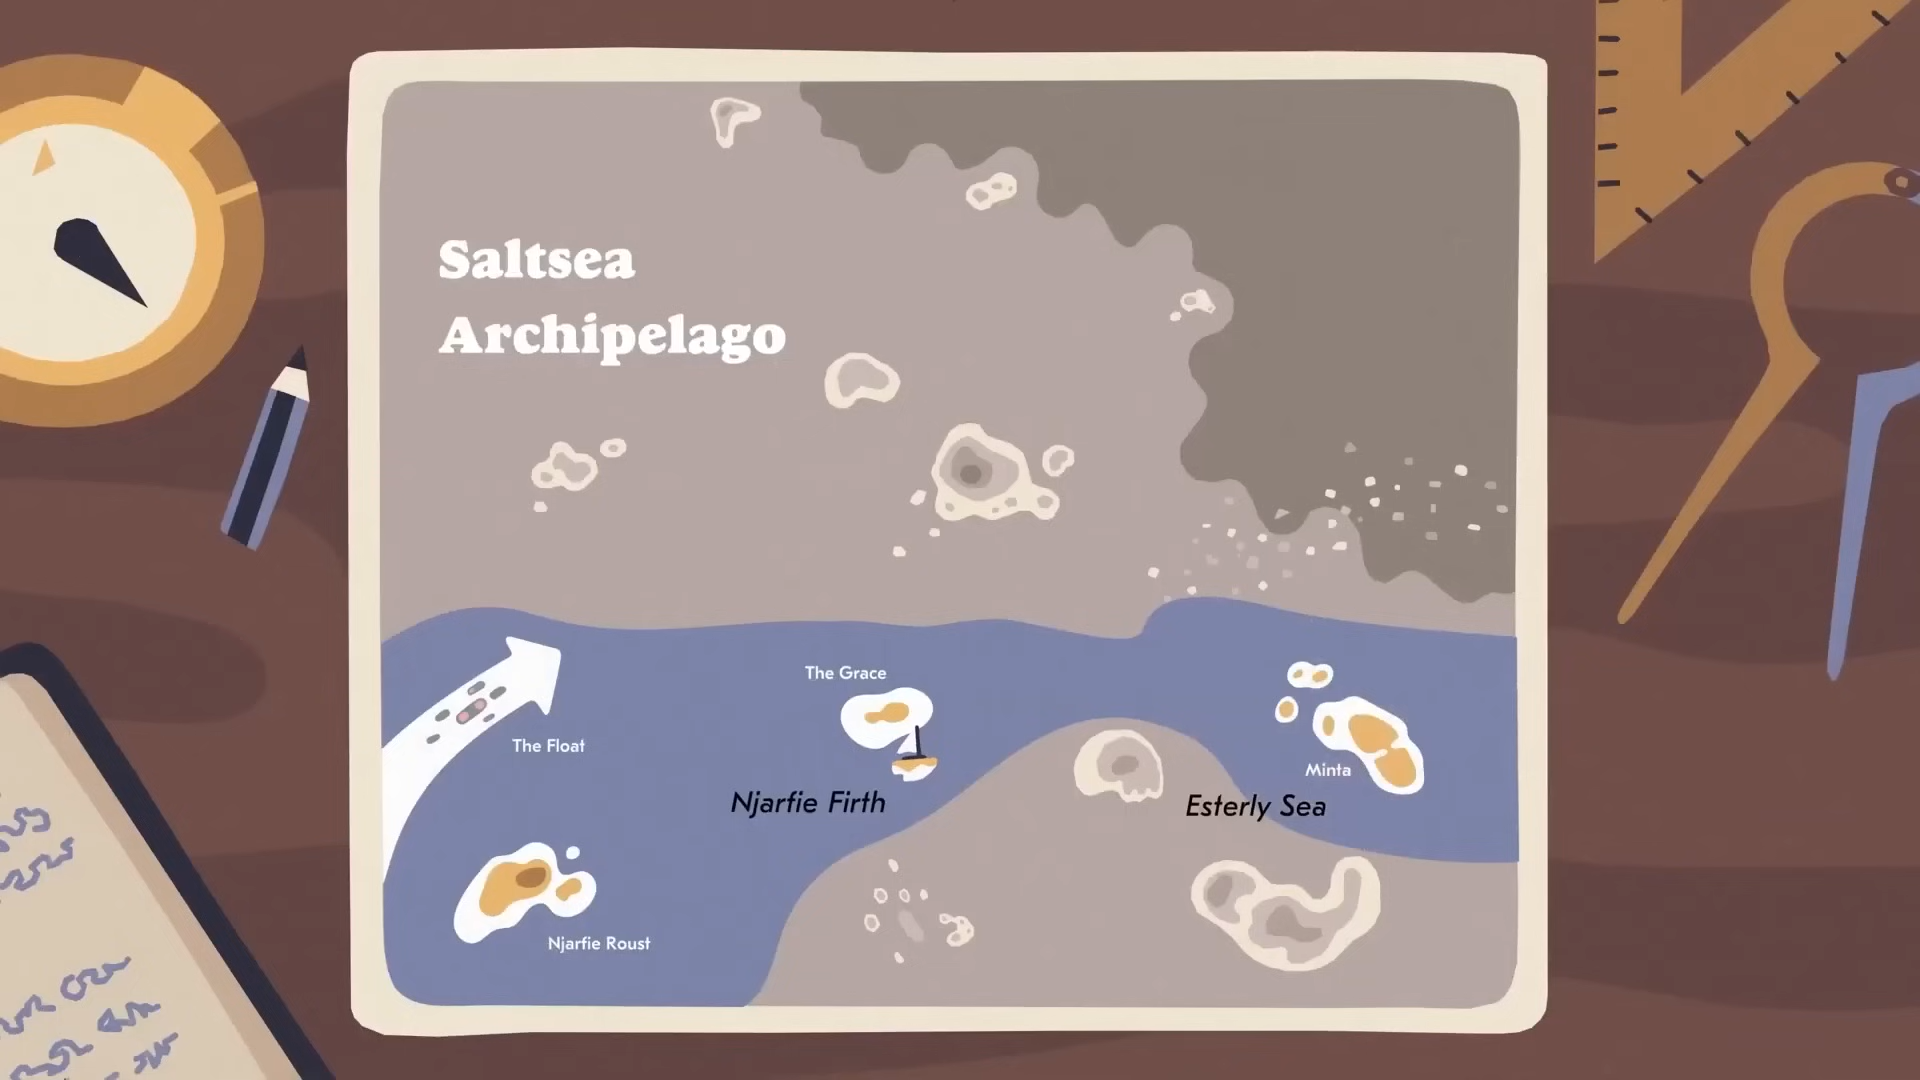 Saltsea
Archipelago
The Grace
The Float
Minta
Njarfie Firth
Esterly Sea
Njarfie Roust